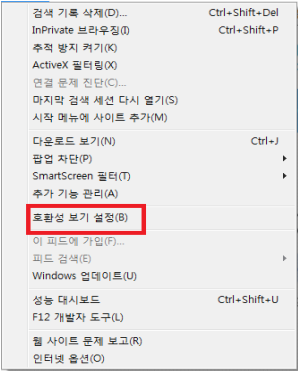 검색 기록 삭제(D)... Ctrl+Shift+Del
InPrivate 브라우징(I) Ctrl+Shift+P
추적 방지 켜기(K)
ActiveX 필터링(X)
연결 문제 진단(C)...
마지막 검색 세션 다시 열기(S)
시작 메뉴에 사이트 추가(M)
다운로드 보기(N) Ctrl+J
팝업 차단(P)
SmartScreen 필터(T)
추가 기능 관리(A)
호환성 보기 설정(B)
이 피드에 가입(F)...
피드 검색(E)
Windows 업데이트(U)
성능 대시보드 Ctrl+Shift+U
F12 개발자 도구(L)
웹 사이트 문제 보고(R)
인터넷 옵션(O)